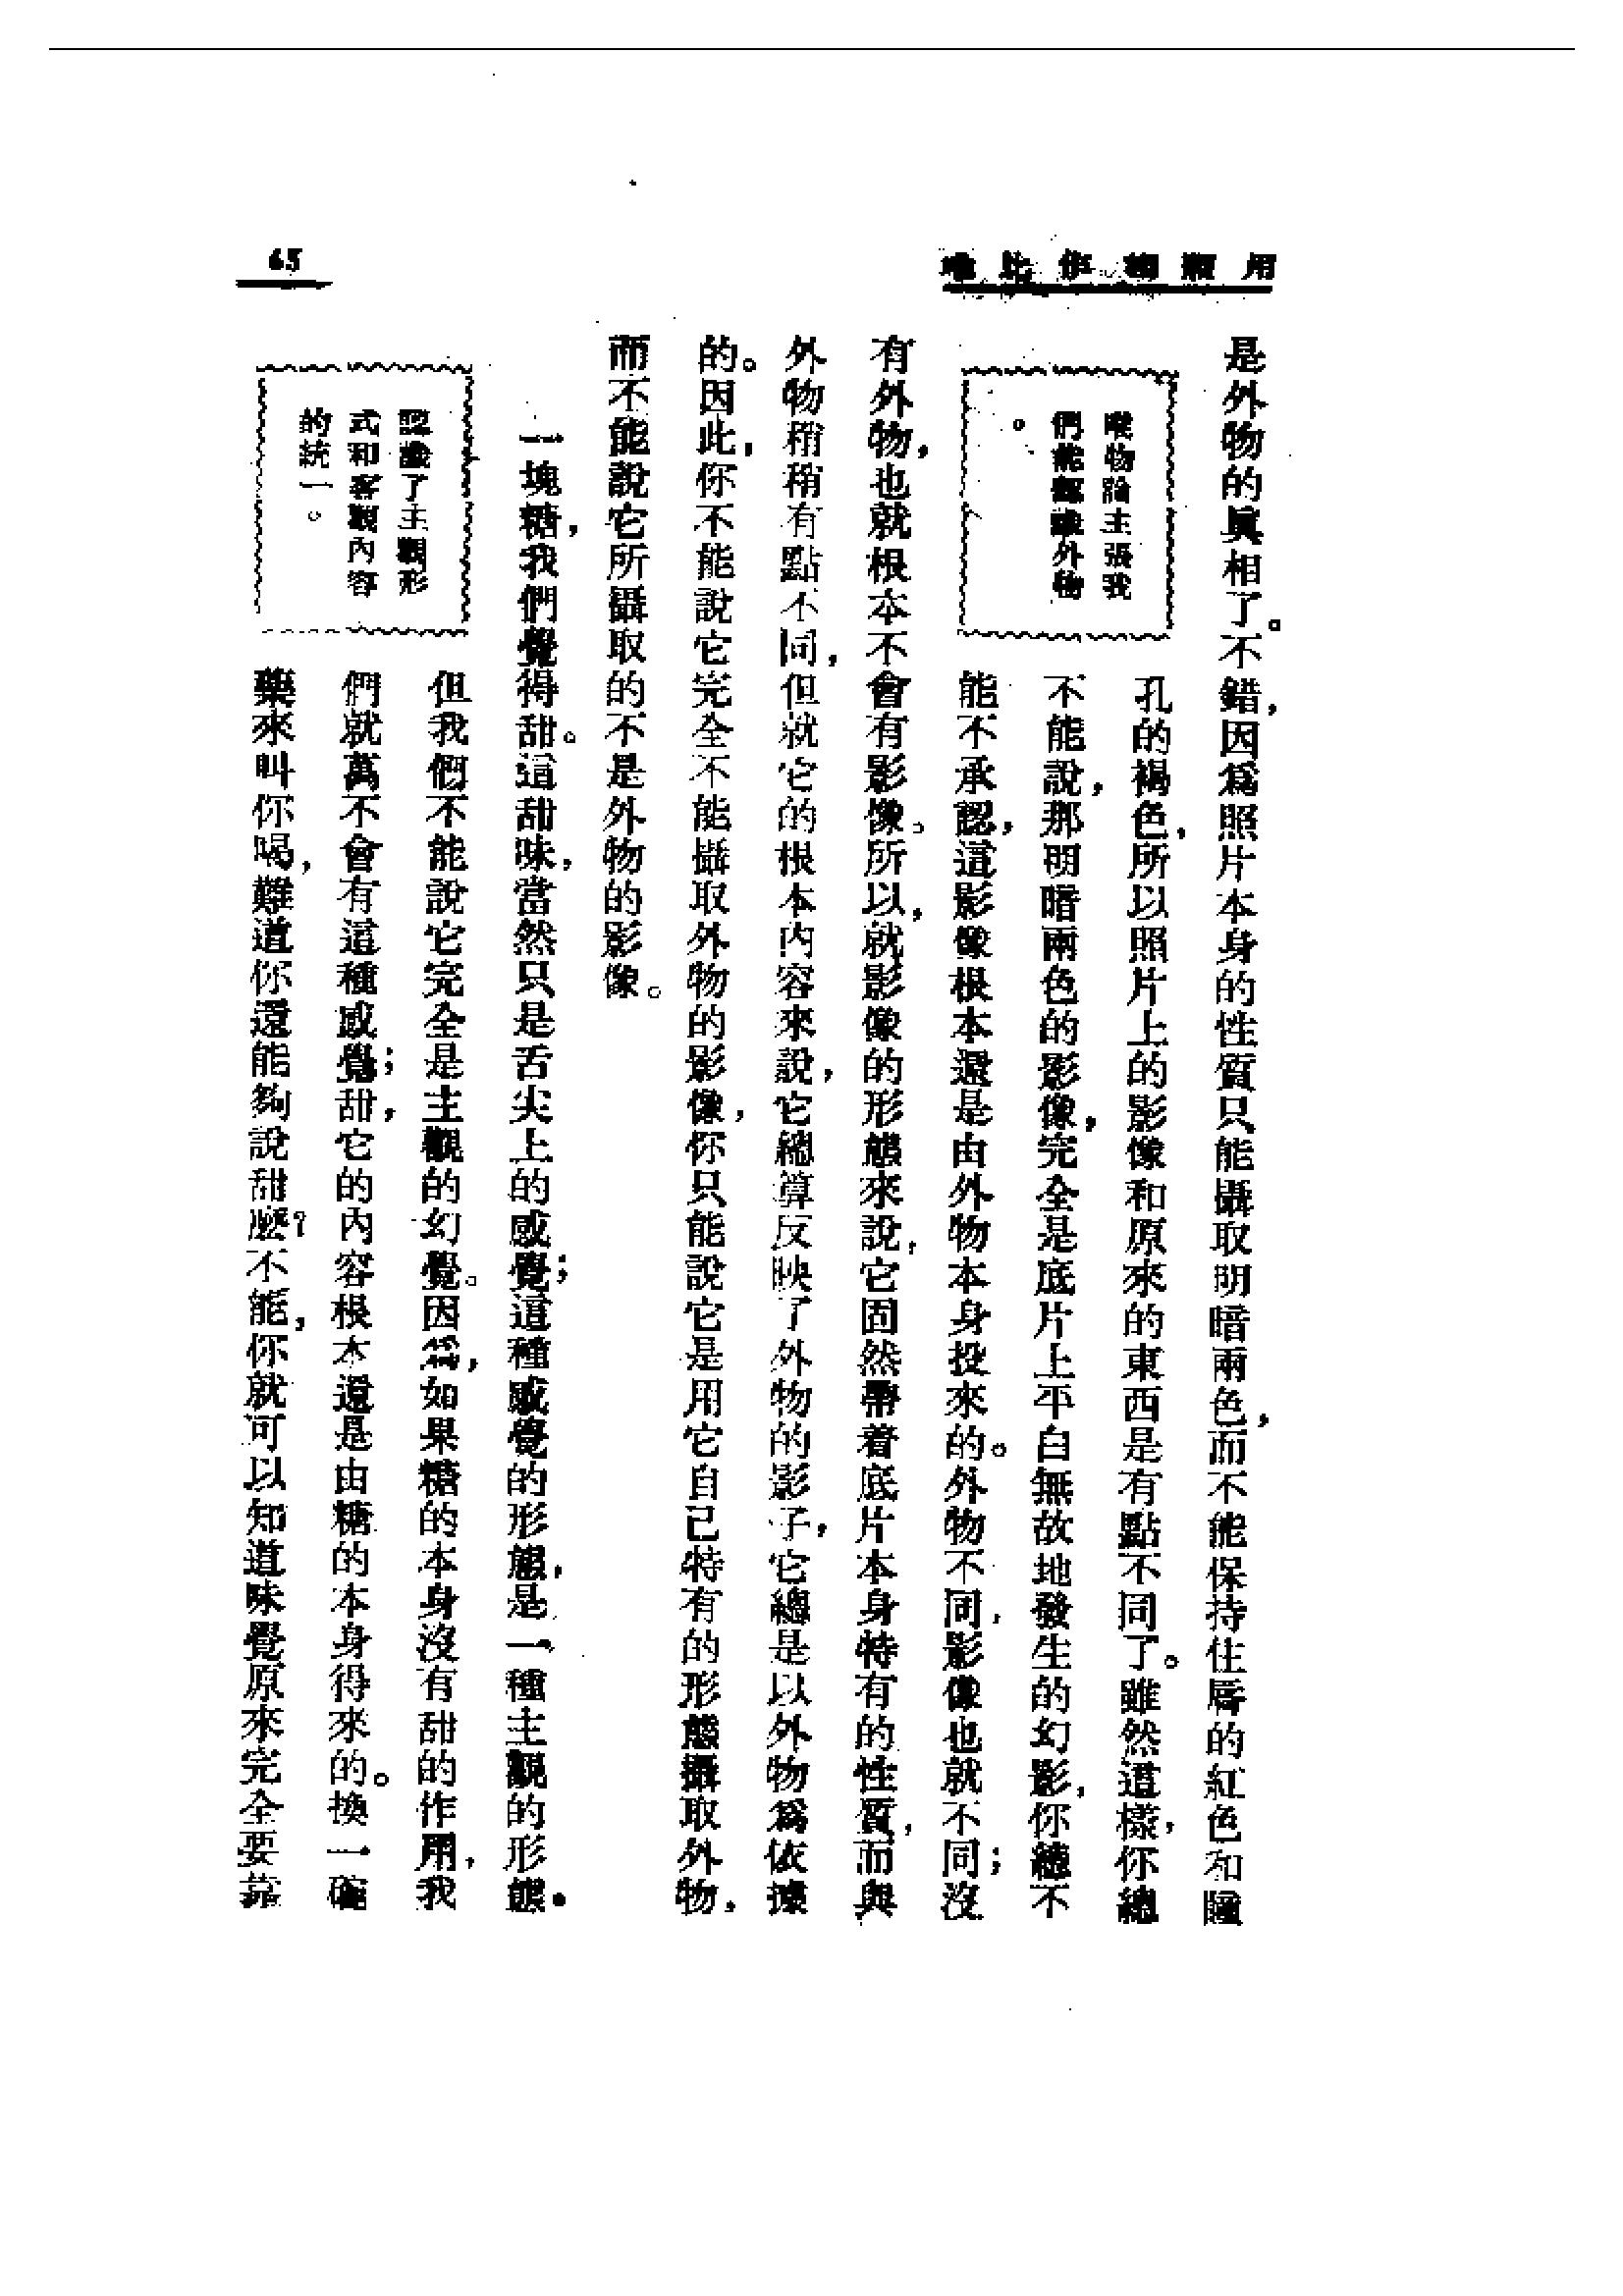 用照相作比喻
65
是外物的眞相了。不錯，因爲照片本身的性質只能攝取明暗兩色，而不能保持住唇的紅色和瞳
唯物論主張我
們能認識外物
。
孔的褐色，所以照片上的影像和原來的東西是有點不同了。雖然這樣，你總
不能說，那明暗兩色的影像，完全是底片上平白無故地發生的幻影，你總不
能不承認，這影像根本還是由外物本身投來的。外物不同，影像也就不同；沒
有外物，也就根本不會有影像。所以，就影像的形態來說，它固然帶着底片本身特有的性質，而與
外物稍稍有點不同，但就它的根本內容來說，它總算反映了外物的影子，它總是以外物爲依據
的。因此，你不能說它完全不能攝取外物的影像，你只能說它是用它自己特有的形態攝取外物，
而不能說它所攝取的不是外物的影像。
一塊糖，我們覺得甜。這甜味，當然只是舌尖上的感覺；這種感覺的形態，是一種主觀的形態。
認識了主觀形
式和客觀內容
的統一。
但我們不能說它完全是主觀的幻覺。因爲，如果糖的本身沒有甜的作用，我
們就萬不會有這種感覺；甜，它的內容根本還是由糖的本身得來的。換一碗
藥來叫你喝，難道你還能夠說甜麽？不能，你就可以知道味覺原來完全要靠